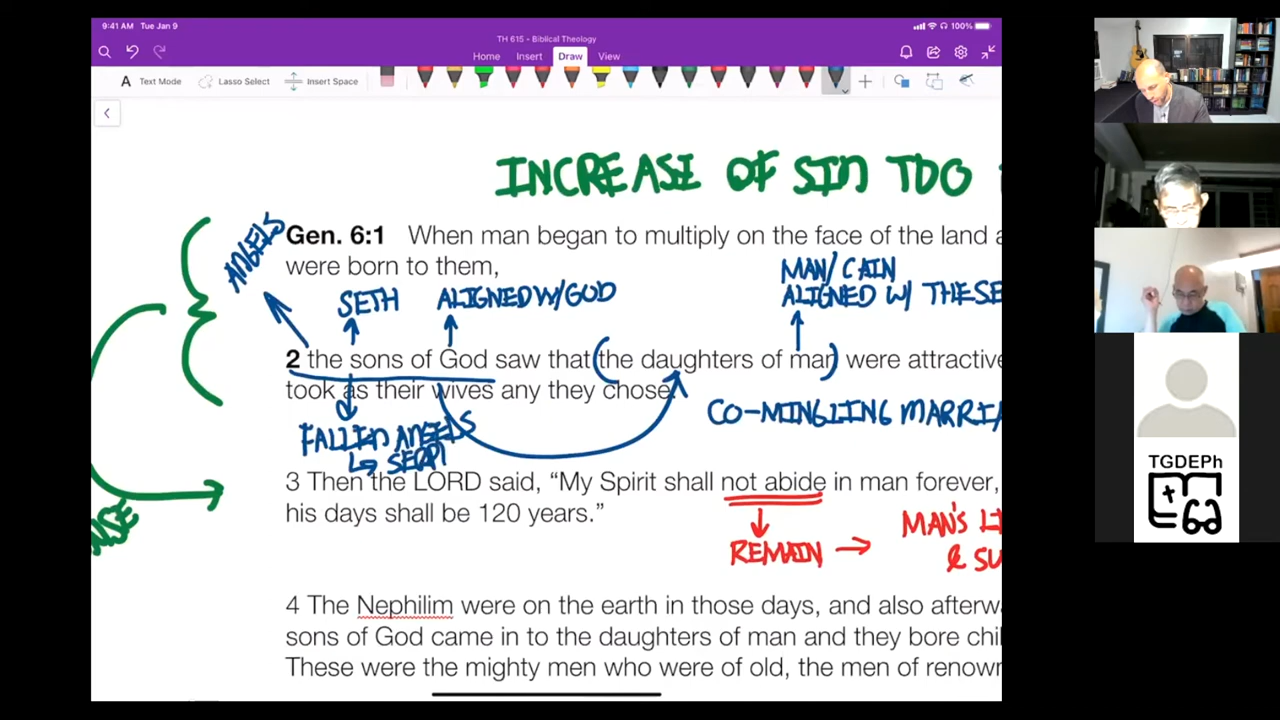 9:41 AM Tue Jan 9
100%
TH 615 - Biblical Theology
Home Insert Draw View
A Text Mode Lasso Select Insert Space
INCREASE OF SIN TOO
Gen. 6:1 When man began to multiply on the face of the land a
were born to them,
ANGELS
SETH ALIGNED W/GOD
MAN/CAIN
ALIGNED W/ THESE
2 the sons of God saw that (the daughters of man) were attractive
took as their wives any they chose.
FALLEN ANGELS
CO-MINGLING MARRIA
3 Then the LORD said, “My Spirit shall not abide in man forever,
his days shall be 120 years.”
REMAIN
MAN'S LI
& SU
NSE
4 The Nephilim were on the earth in those days, and also afterwa
sons of God came in to the daughters of man and they bore chil
These were the mighty men who were of old, the men of renown
TGDEPh